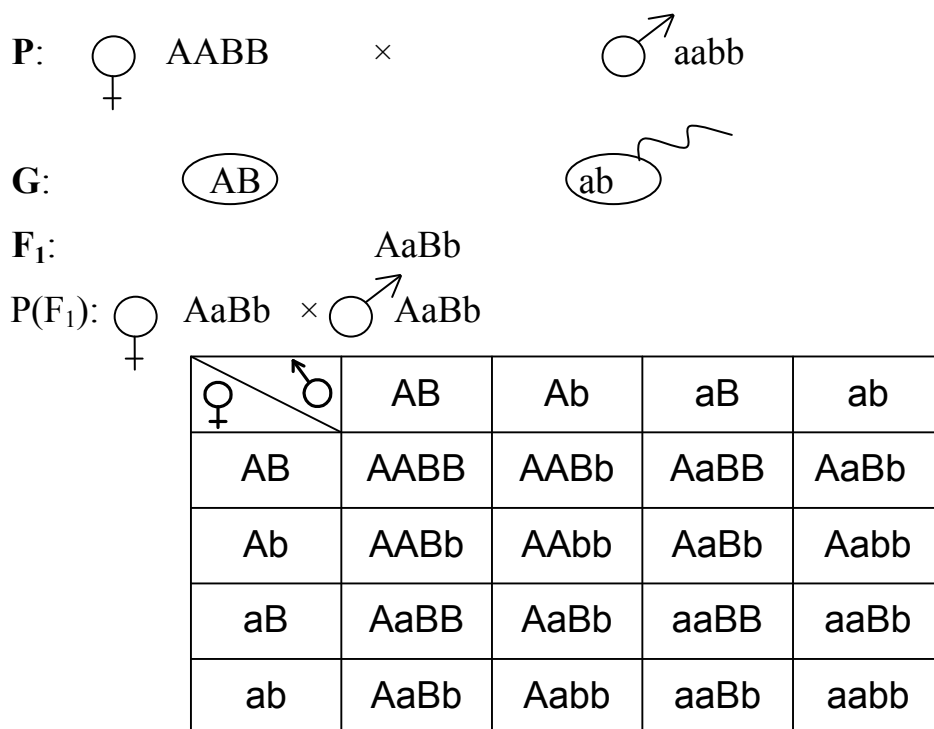 P: AABB × aabb
G: AB ab
F₁: AaBb
P(F₁): AaBb × AaBb
AB Ab aB ab
AB AABB AABb AaBB AaBb
Ab AABb AAbb AaBb Aabb
aB AaBB AaBb aaBB aaBb
ab AaBb Aabb aaBb aabb